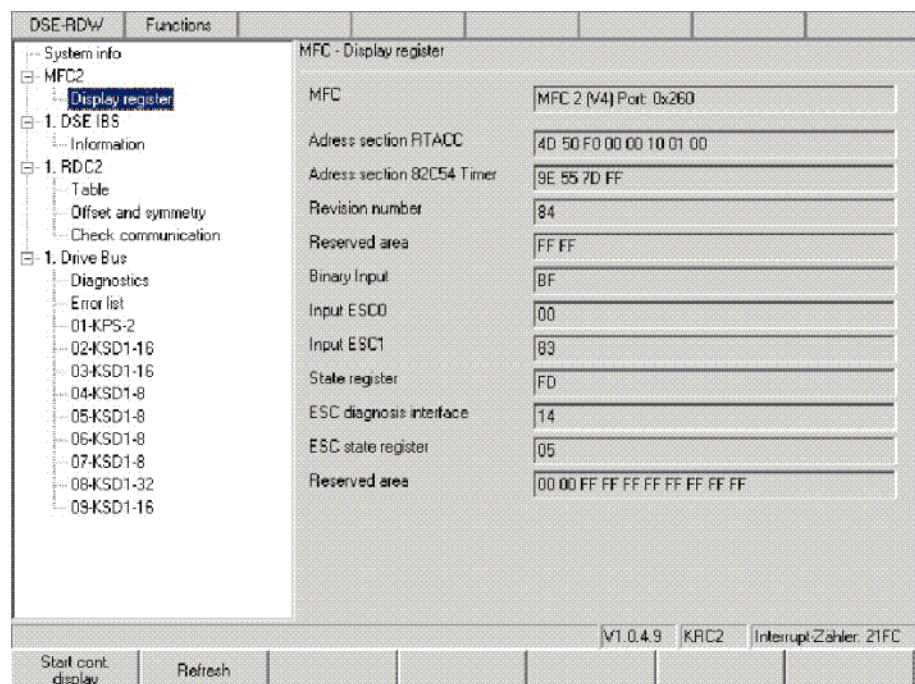 DSE-RDW Functions
System info
MFC2
Display register
1. DSE IBS
Information
1. RDC2
Table
Offset and symmetry
Check communication
1. Drive Bus
Diagnostics
Error list
01-KPS-2
02-KSD1-16
03-KSD1-16
04-KSD1-8
05-KSD1-8
06-KSD1-8
07-KSD1-8
08-KSD1-32
09-KSD1-16
MFC - Display register
MFC MFC 2 (V4) Port: 0x260
Adress section RTACC 4D 50 F0 00 00 10 01 00
Adress section 82C54 Timer 9E 55 7D FF
Revision number 84
Reserved area FF FF
Binary Input BF
Input ESC0 00
Input ESC1 83
State register FD
ESC diagnosis interface 14
ESC state register 05
Reserved area 00 00 FF FF FF FF FF FF FF FF
V1.0.4.9 KRC2 Interrupt-Zähler: 21FC
Start cont. display Refresh